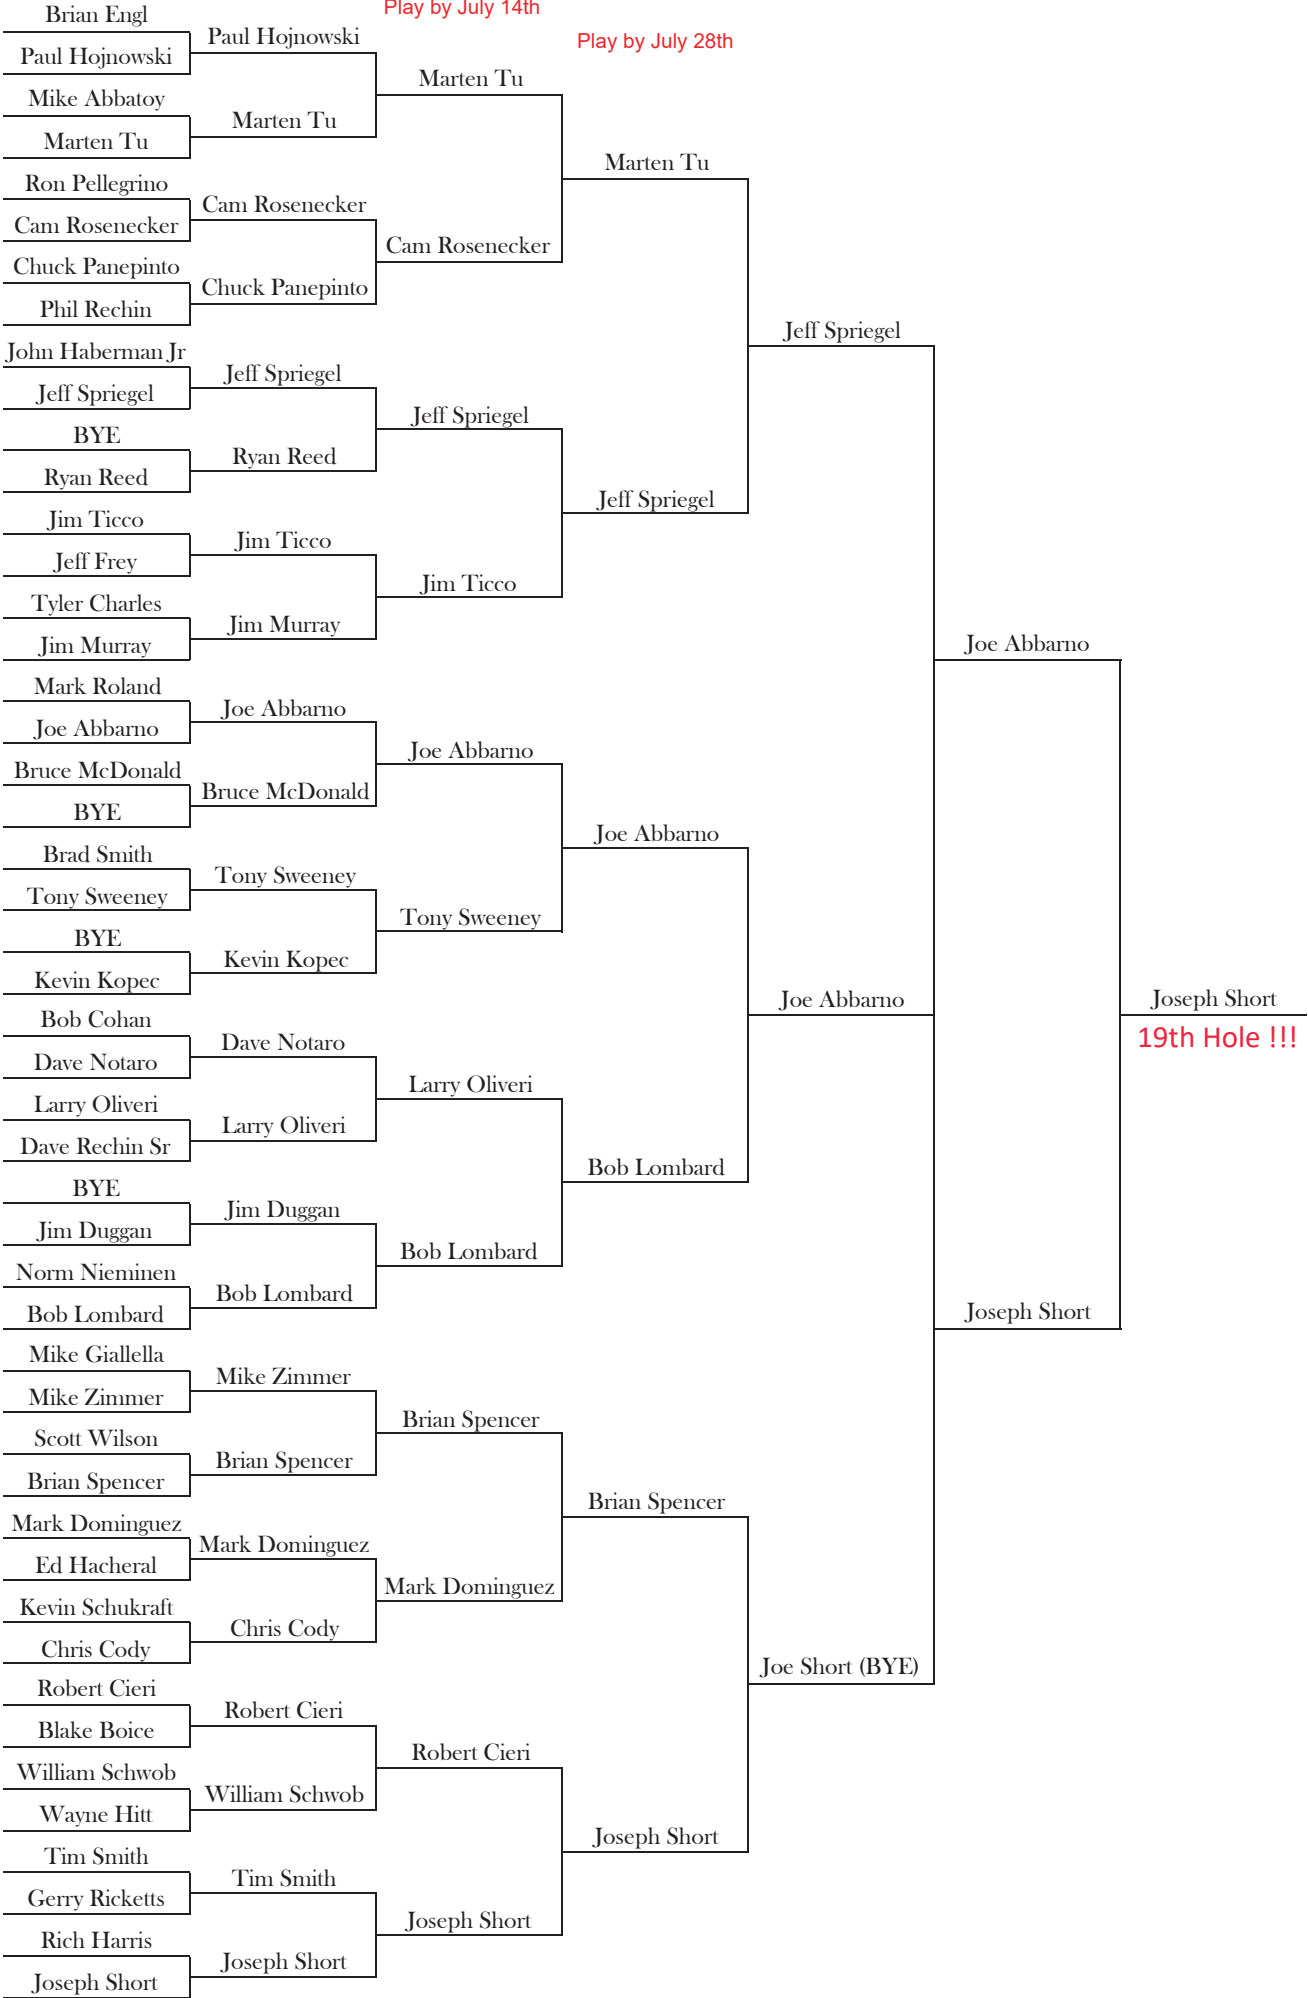 Play by July 14th
Play by July 28th
Brian Engl
Paul Hojnowski
Mike Abbatoy
Marten Tu
Ron Pellegrino
Cam Rosenecker
Chuck Panepinto
Phil Rechin
John Haberman Jr
Jeff Spriegel
BYE
Ryan Reed
Jim Ticco
Jeff Frey
Tyler Charles
Jim Murray
Mark Roland
Joe Abbarno
Bruce McDonald
BYE
Brad Smith
Tony Sweeney
BYE
Kevin Kopec
Bob Cohan
Dave Notaro
Larry Oliveri
Dave Rechin Sr
BYE
Jim Duggan
Norm Nieminen
Bob Lombard
Mike Giallella
Mike Zimmer
Scott Wilson
Brian Spencer
Mark Dominguez
Ed Hacheral
Kevin Schukraft
Chris Cody
Robert Cieri
Blake Boice
William Schwob
Wayne Hitt
Tim Smith
Gerry Ricketts
Rich Harris
Joseph Short
Paul Hojnowski
Marten Tu
Cam Rosenecker
Chuck Panepinto
Jeff Spriegel
Ryan Reed
Jim Ticco
Jim Murray
Joe Abbarno
Bruce McDonald
Tony Sweeney
Kevin Kopec
Dave Notaro
Larry Oliveri
Jim Duggan
Bob Lombard
Mike Zimmer
Brian Spencer
Mark Dominguez
Chris Cody
Robert Cieri
William Schwob
Tim Smith
Joseph Short
Marten Tu
Cam Rosenecker
Jeff Spriegel
Jim Ticco
Joe Abbarno
Tony Sweeney
Larry Oliveri
Bob Lombard
Brian Spencer
Mark Dominguez
Robert Cieri
Joseph Short
Marten Tu
Jeff Spriegel
Joe Abbarno
Bob Lombard
Brian Spencer
Joseph Short
Jeff Spriegel
Joe Abbarno
Joe Short (BYE)
Joe Abbarno
Joseph Short
Joseph Short
19th Hole !!!